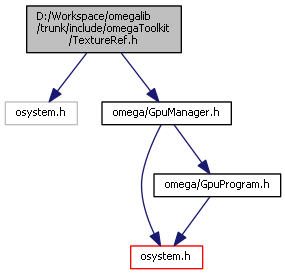 D:/Workspace/omegalib
/trunk/include/omegaToolkit
/TextureRef.h
osystem.h
omega/GpuManager.h
omega/GpuProgram.h
osystem.h